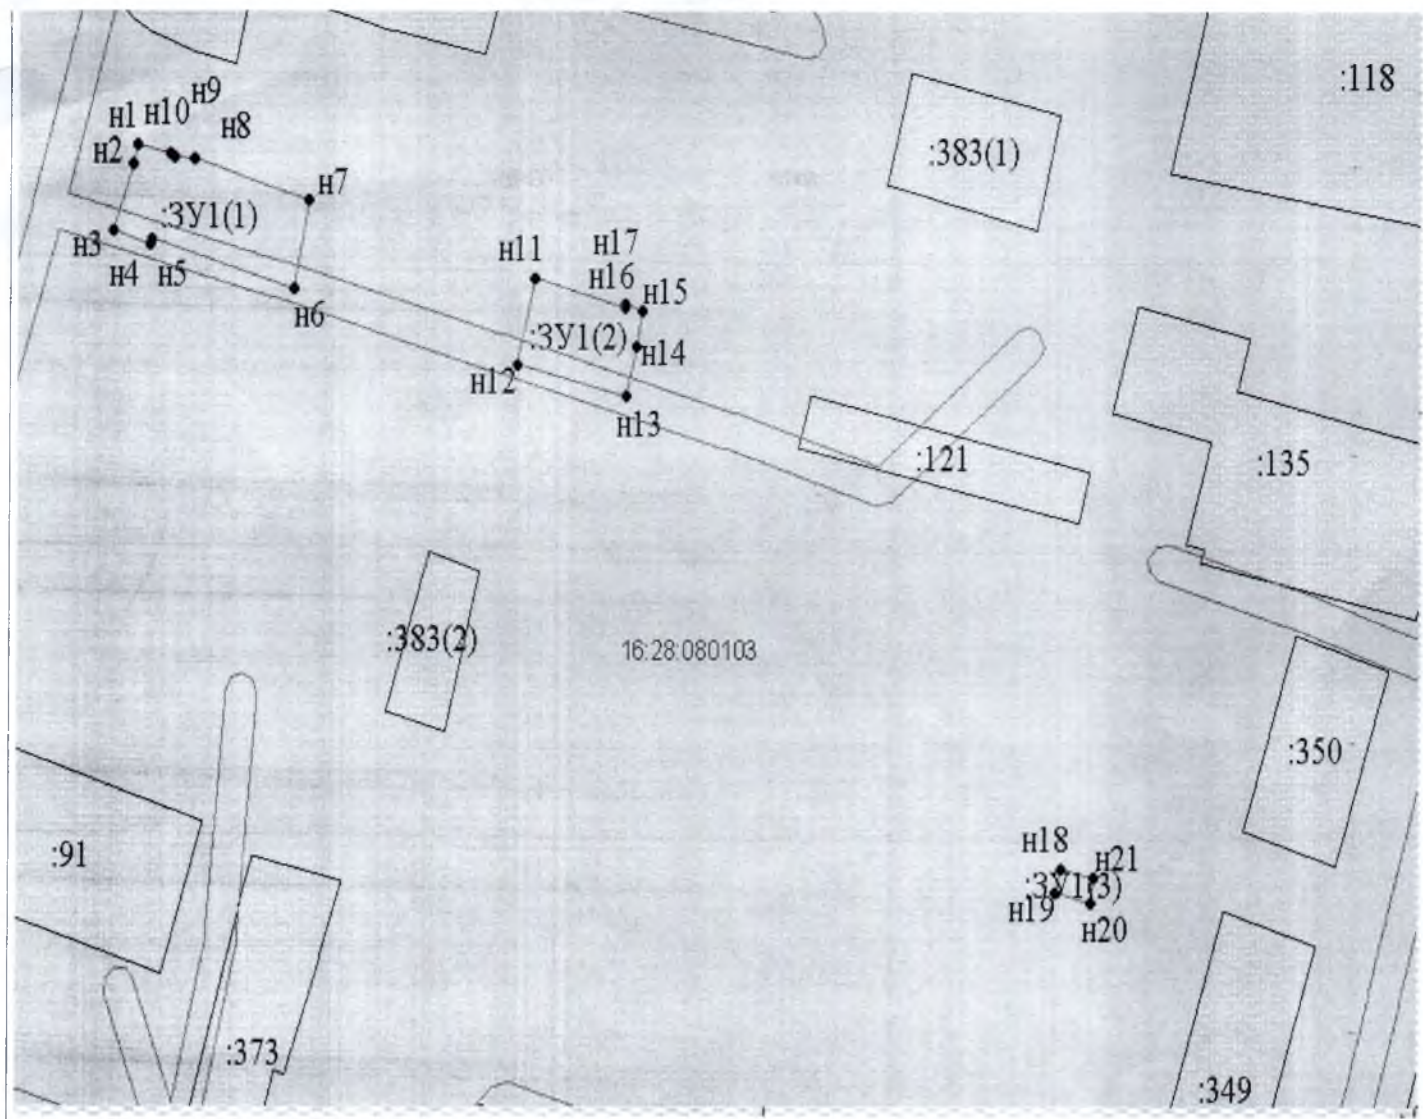 :118
н9
н1
н10
н8
н2
:383(1)
н7
:ЗУ1(1)
н3
н4
н5
н11
н17
н16
н15
н6
:ЗУ1(2)
н14
н12
н13
:121
:135
:383(2)
16:28:080103
:350
:91
н18
н21
:ЗУ1(3)
н19
н20
:373
:349